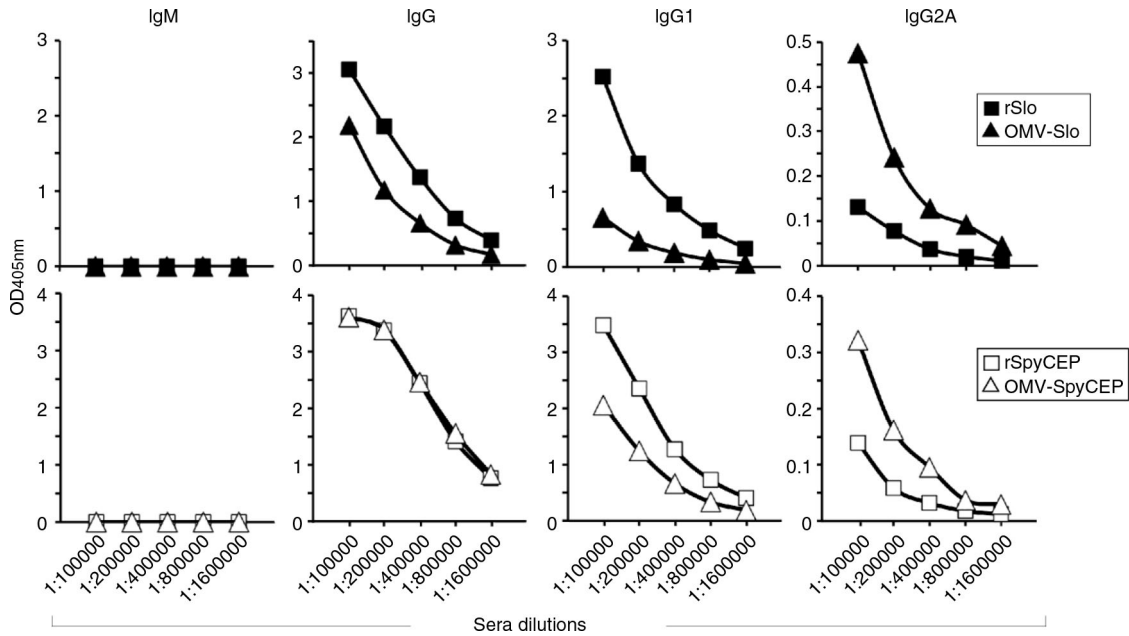 IgM IgG IgG1 IgG2A
3 3 3 0.5
0.4
2 2 2 0.3
0.2
1 1 1 0.1
0 0 0 0
rSlo
OMV-Slo
OD405nm
4 4 4 0.4
3 3 3 0.3
2 2 2 0.2
1 1 1 0.1
0 0 0 0
rSpyCEP
OMV-SpyCEP
1:100000 1:200000 1:400000 1:800000 1:1600000 1:100000 1:200000 1:400000 1:800000 1:1600000 1:100000 1:200000 1:400000 1:800000 1:1600000 1:100000 1:200000 1:400000 1:800000 1:1600000
Sera dilutions